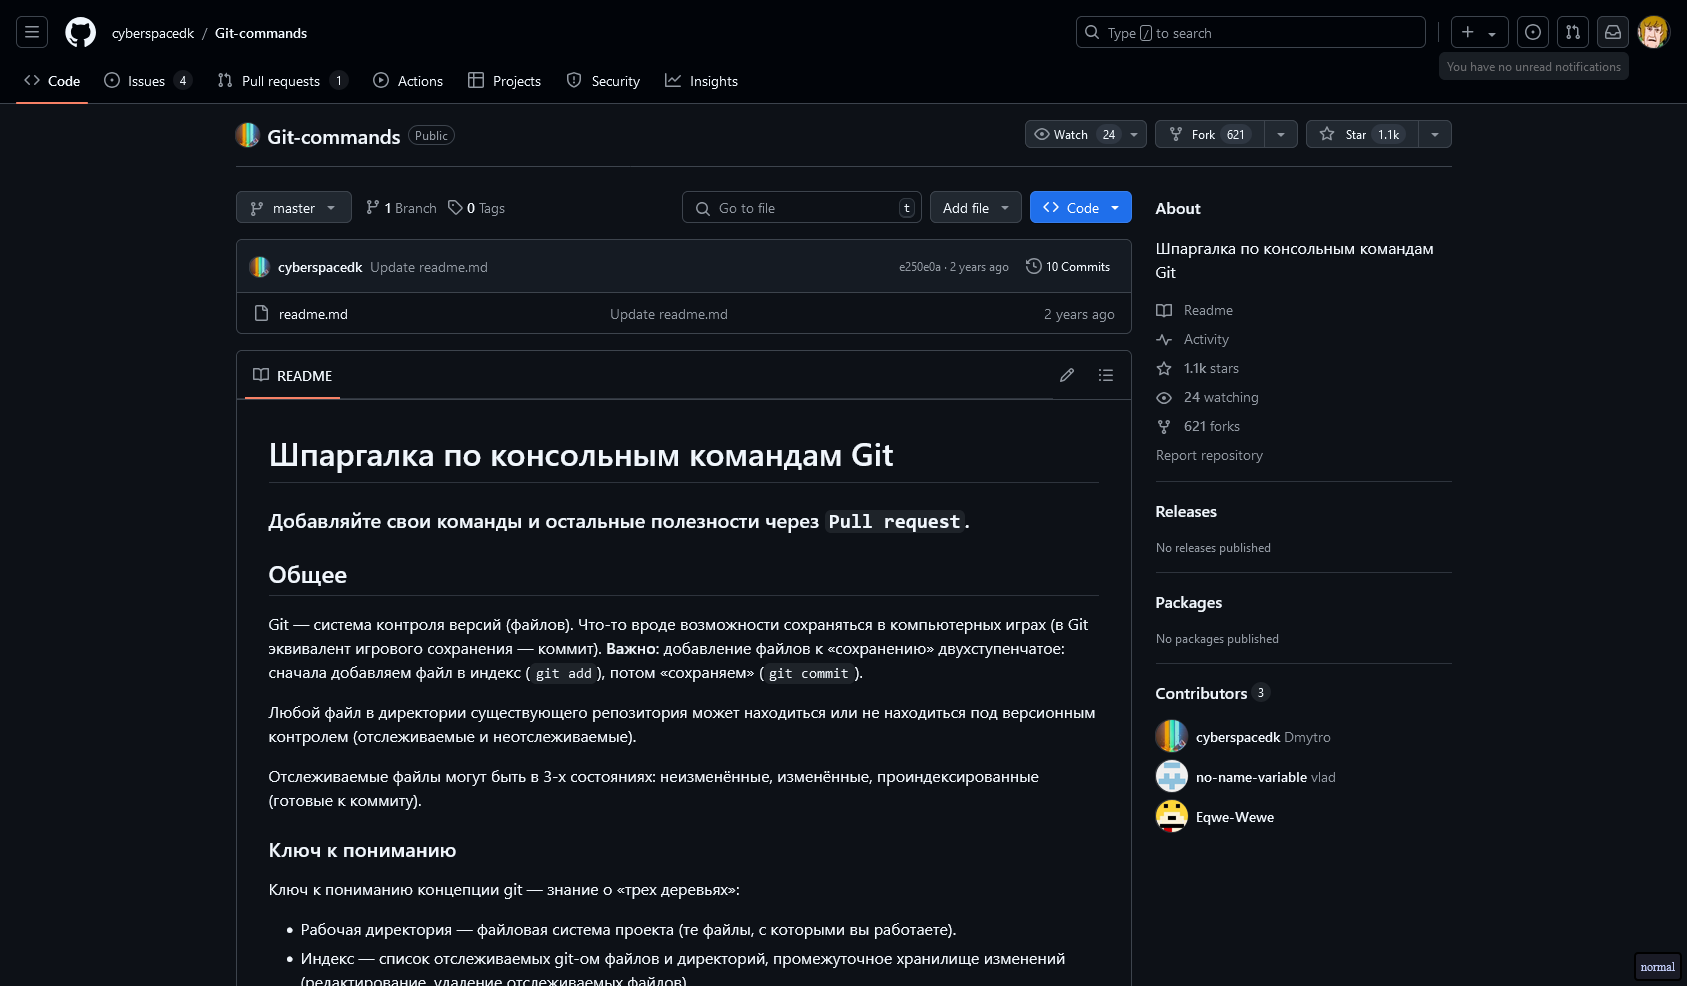 cyberspacedk / Git-commands
Type / to search
Code
Issues 4
Pull requests 1
Actions
Projects
Security
Insights
You have no unread notifications
Git-commands Public
Watch 24
Fork 621
Star 1.1k
master
1 Branch
0 Tags
Go to file t
Add file
Code
cyberspacedk Update readme.md
e250e0a · 2 years ago
10 Commits
readme.md Update readme.md 2 years ago
README
Шпаргалка по консольным командам Git
Добавляйте свои команды и остальные полезности через Pull request.
Общее
Git — система контроля версий (файлов). Что-то вроде возможности сохраняться в компьютерных играх (в Git
эквивалент игрового сохранения — коммит). Важно: добавление файлов к «сохранению» двухступенчатое:
сначала добавляем файл в индекс (git add), потом «сохраняем» (git commit).
Любой файл в директории существующего репозитория может находиться или не находиться под версионным
контролем (отслеживаемые и неотслеживаемые).
Отслеживаемые файлы могут быть в 3-х состояниях: неизменённые, изменённые, проиндексированные
(готовые к коммиту).
Ключ к пониманию
Ключ к пониманию концепции git — знание о «трех деревьях»:
• Рабочая директория — файловая система проекта (те файлы, с которыми вы работаете).
• Индекс — список отслеживаемых git-ом файлов и директорий, промежуточное хранилище изменений
(редактирование, удаление отслеживаемых файлов).
About
Шпаргалка по консольным командам
Git
Readme
Activity
1.1k stars
24 watching
621 forks
Report repository
Releases
No releases published
Packages
No packages published
Contributors 3
cyberspacedk Dmytro
no-name-variable vlad
Eqwe-Wewe
normal